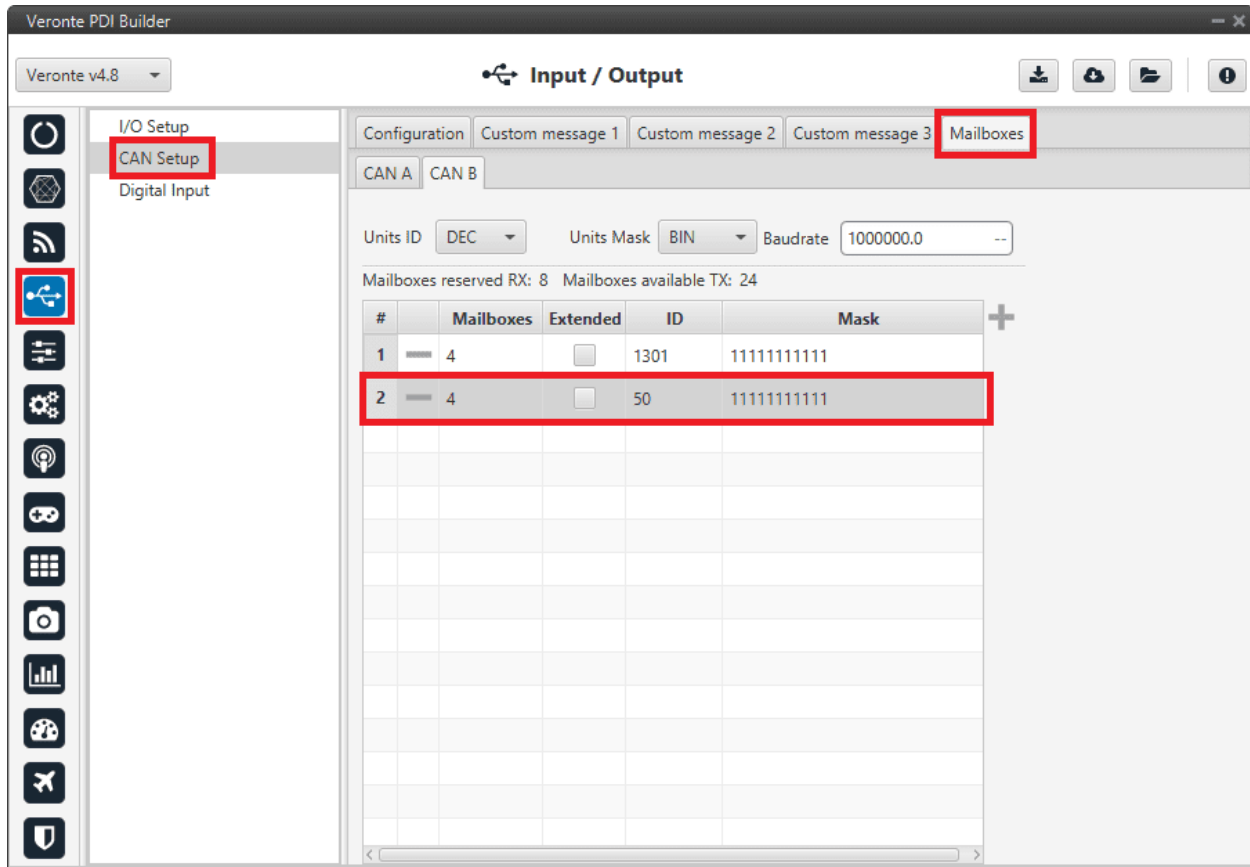 Veronte PDI Builder
Veronte v4.8
Input / Output
I/O Setup
CAN Setup
Digital Input
Configuration Custom message 1 Custom message 2 Custom message 3 Mailboxes
CAN A CAN B
Units ID DEC Units Mask BIN Baudrate 1000000.0 --
Mailboxes reserved RX: 8 Mailboxes available TX: 24
# Mailboxes Extended ID Mask
1 4 1301 11111111111
2 4 50 11111111111